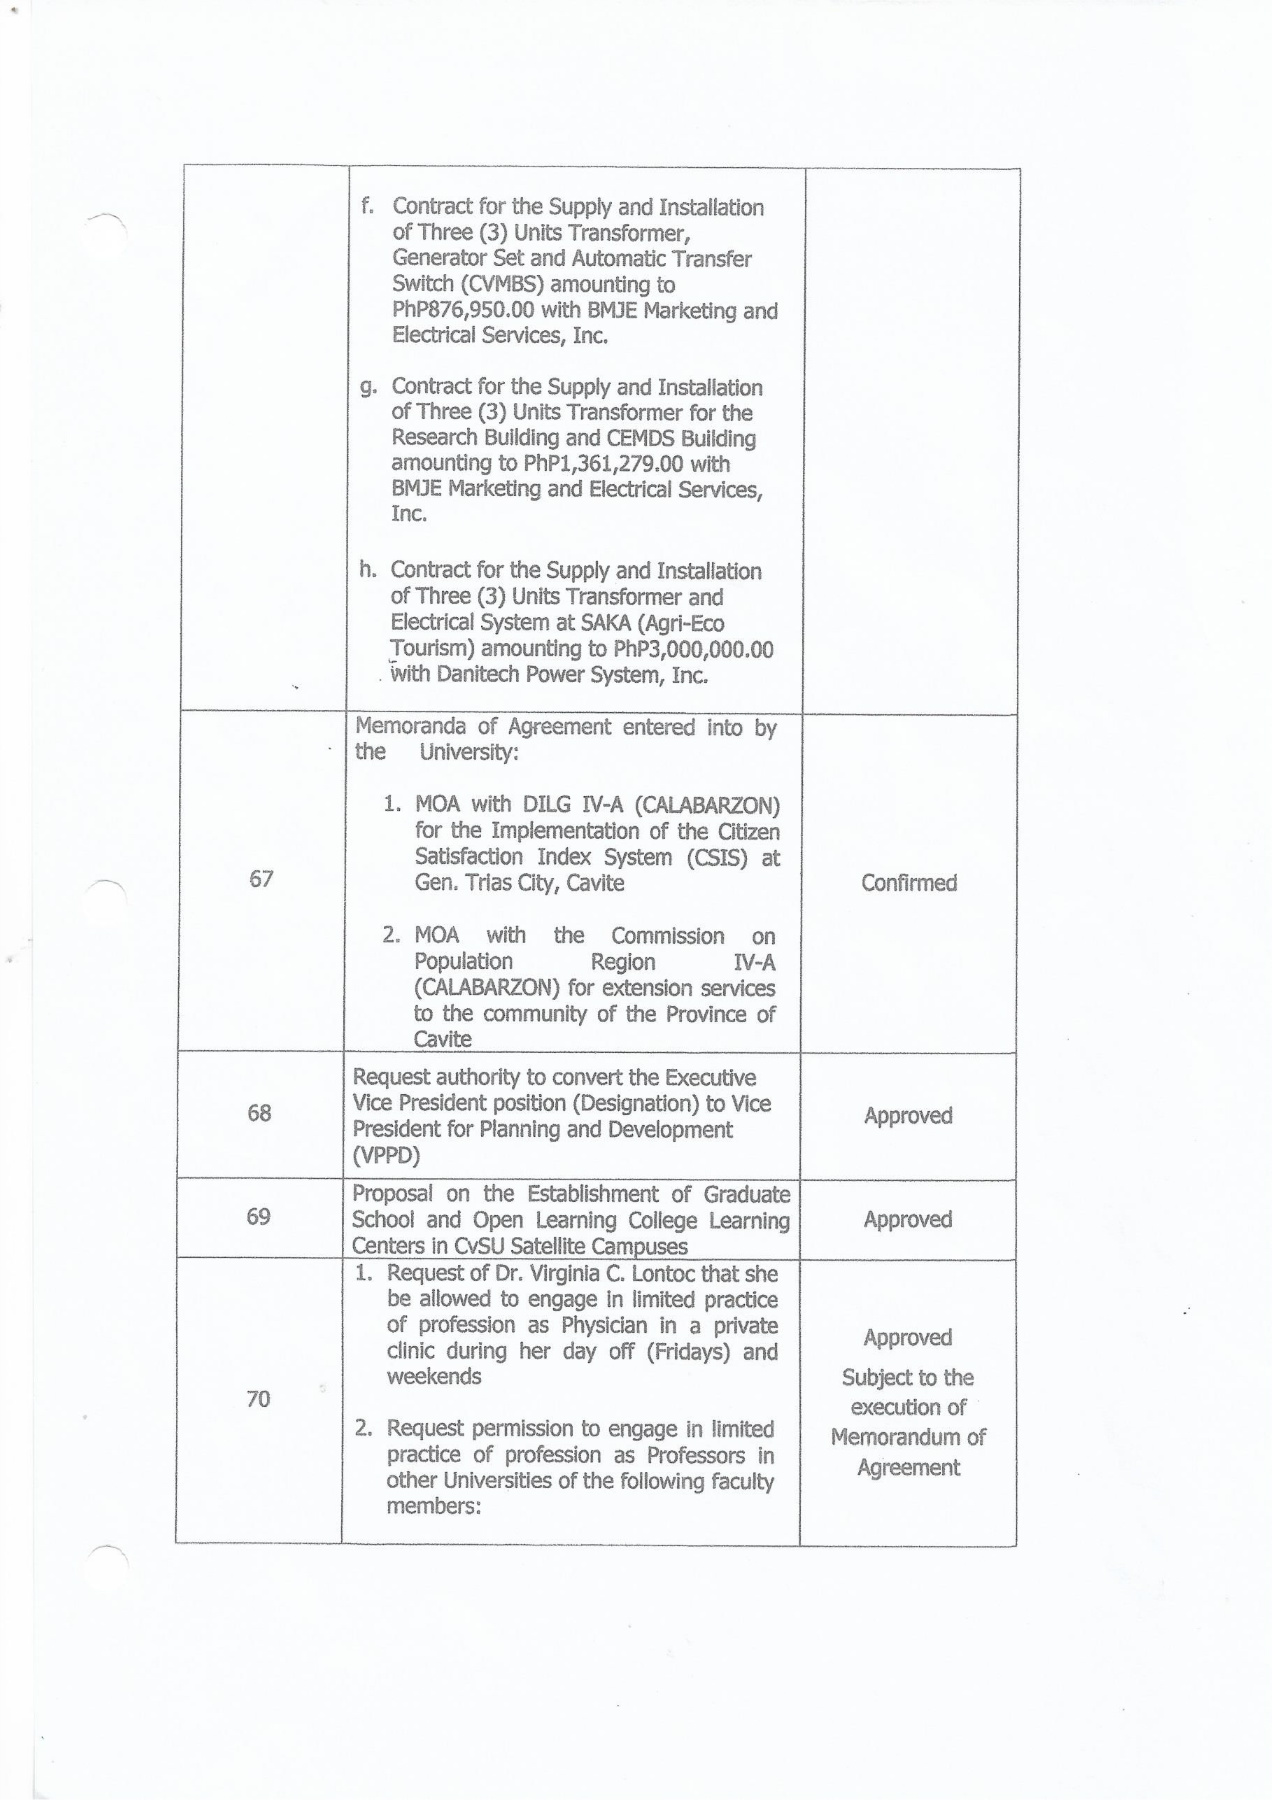 f. Contract for the Supply and Installation
of Three (3) Units Transformer,
Generator Set and Automatic Transfer
Switch (CVMBS) amounting to
PhP876,950.00 with BMJE Marketing and
Electrical Services, Inc.
g. Contract for the Supply and Installation
of Three (3) Units Transformer for the
Research Building and CEMDS Building
amounting to PhP1,361,279.00 with
BMJE Marketing and Electrical Services,
Inc.
h. Contract for the Supply and Installation
of Three (3) Units Transformer and
Electrical System at SAKA (Agri-Eco
Tourism) amounting to PhP3,000,000.00
with Danitech Power System, Inc.
67
Memoranda of Agreement entered into by
the University:
1. MOA with DILG IV-A (CALABARZON)
for the Implementation of the Citizen
Satisfaction Index System (CSIS) at
Gen. Trias City, Cavite
2. MOA with the Commission on
Population Region IV-A
(CALABARZON) for extension services
to the community of the Province of
Cavite
Confirmed
68
Request authority to convert the Executive
Vice President position (Designation) to Vice
President for Planning and Development
(VPPD)
Approved
69
Proposal on the Establishment of Graduate
School and Open Learning College Learning
Centers in CvSU Satellite Campuses
Approved
70
1. Request of Dr. Virginia C. Lontoc that she
be allowed to engage in limited practice
of profession as Physician in a private
clinic during her day off (Fridays) and
weekends
2. Request permission to engage in limited
practice of profession as Professors in
other Universities of the following faculty
members:
Approved
Subject to the
execution of
Memorandum of
Agreement